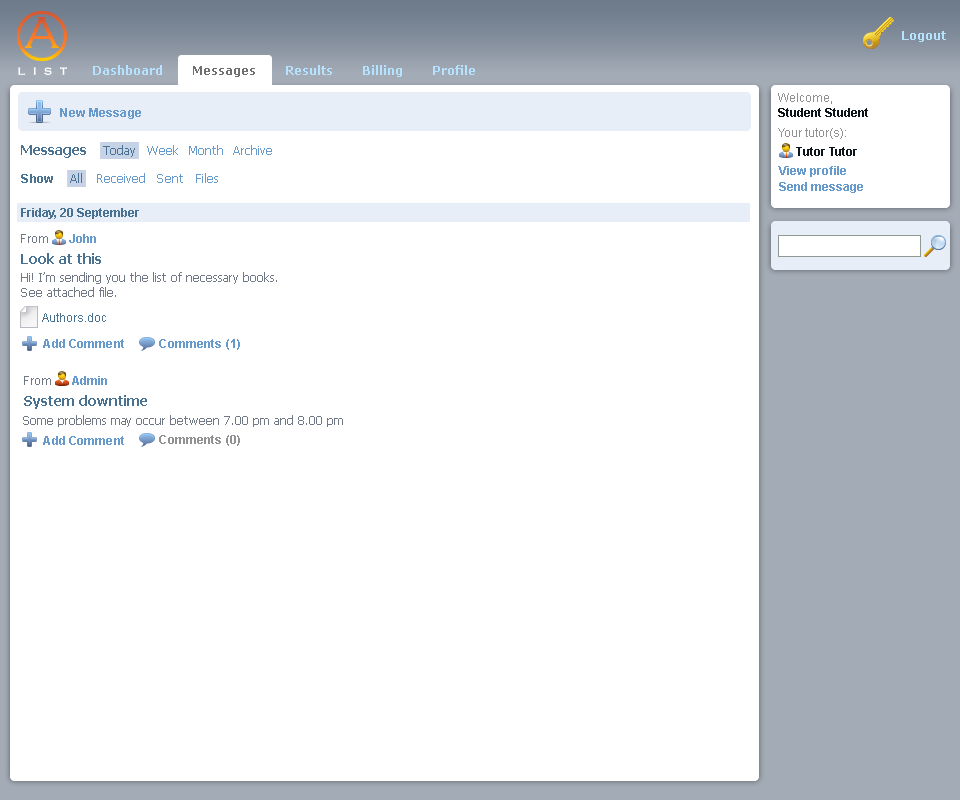 A
LIST
Dashboard Messages Results Billing Profile
Logout
New Message
Messages Today Week Month Archive
Show All Received Sent Files
Friday, 20 September
From John
Look at this
Hi! I'm sending you the list of necessary books.
See attached file.
Authors.doc
Add Comment Comments (1)
From Admin
System downtime
Some problems may occur between 7.00 pm and 8.00 pm
Add Comment Comments (0)
Welcome,
Student Student
Your tutor(s):
Tutor Tutor
View profile
Send message